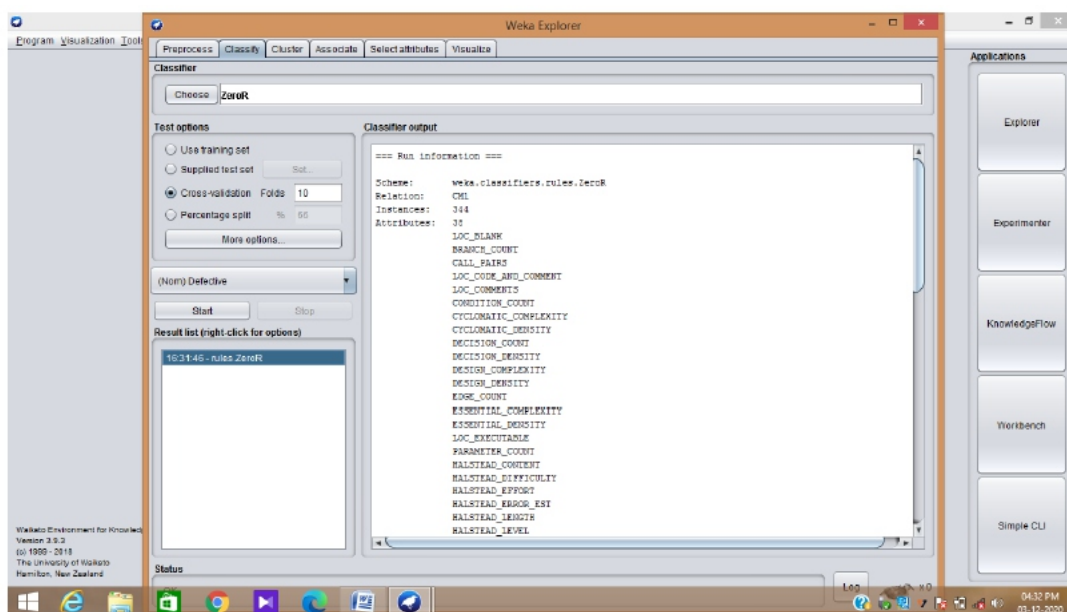 Weka Explorer
Program Visualization Tools
Preprocess Classify Cluster Associate Select attributes Visualize
Classifier
Choose ZeroR
Test options
Use training set
Supplied test set Set...
Cross-validation Folds 10
Percentage split % 66
More options...
(Nom) Defective
Start Stop
Result list (right-click for options)
16:31:46 - rules.ZeroR
Classifier output
=== Run information ===
Scheme: weka.classifiers.rules.ZeroR
Relation: CM1
Instances: 344
Attributes: 38
LOC_BLANK
BRANCH_COUNT
CALL_PAIRS
LOC_CODE_AND_COMMENT
LOC_COMMENTS
CONDITION_COUNT
CYCLOMATIC_COMPLEXITY
CYCLOMATIC_DENSITY
DECISION_COUNT
DECISION_DENSITY
DESIGN_COMPLEXITY
DESIGN_DENSITY
EDGE_COUNT
ESSENTIAL_COMPLEXITY
ESSENTIAL_DENSITY
LOC_EXECUTABLE
PARAMETER_COUNT
HALSTEAD_CONTENT
HALSTEAD_DIFFICULTY
HALSTEAD_EFFORT
HALSTEAD_ERROR_EST
HALSTEAD_LENGTH
HALSTEAD_LEVEL
Status
Log x 0
Applications
Explorer
Experimenter
KnowledgeFlow
Workbench
Simple CLI
Waikato Environment for Knowled
Version 3.9.3
(c) 1999 - 2018
The University of Waikato
Hamilton, New Zealand
04:32 PM
03-12-2020